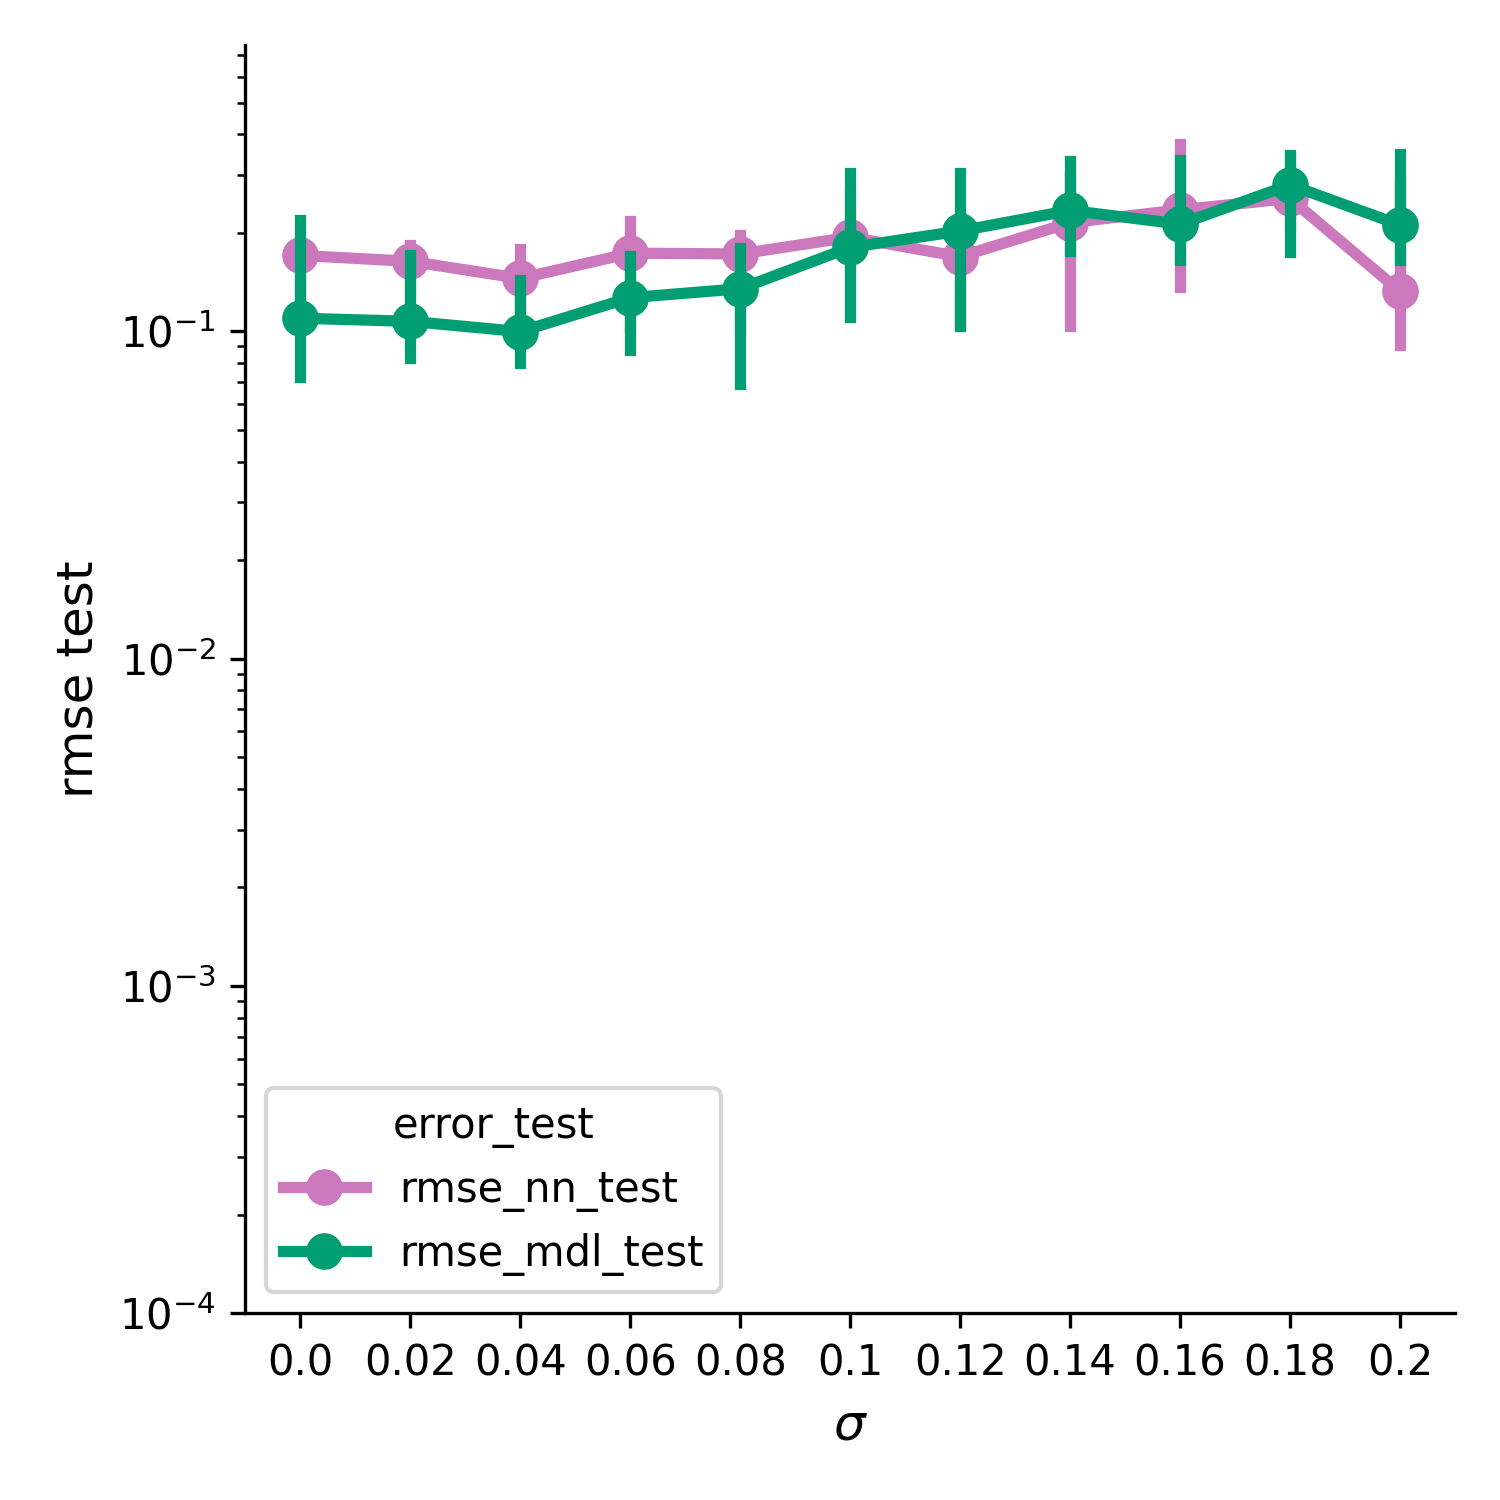 rmse test
10⁻¹
10⁻²
10⁻³
10⁻⁴
error_test
rmse_nn_test
rmse_mdl_test
0.0 0.02 0.04 0.06 0.08 0.1 0.12 0.14 0.16 0.18 0.2
σ